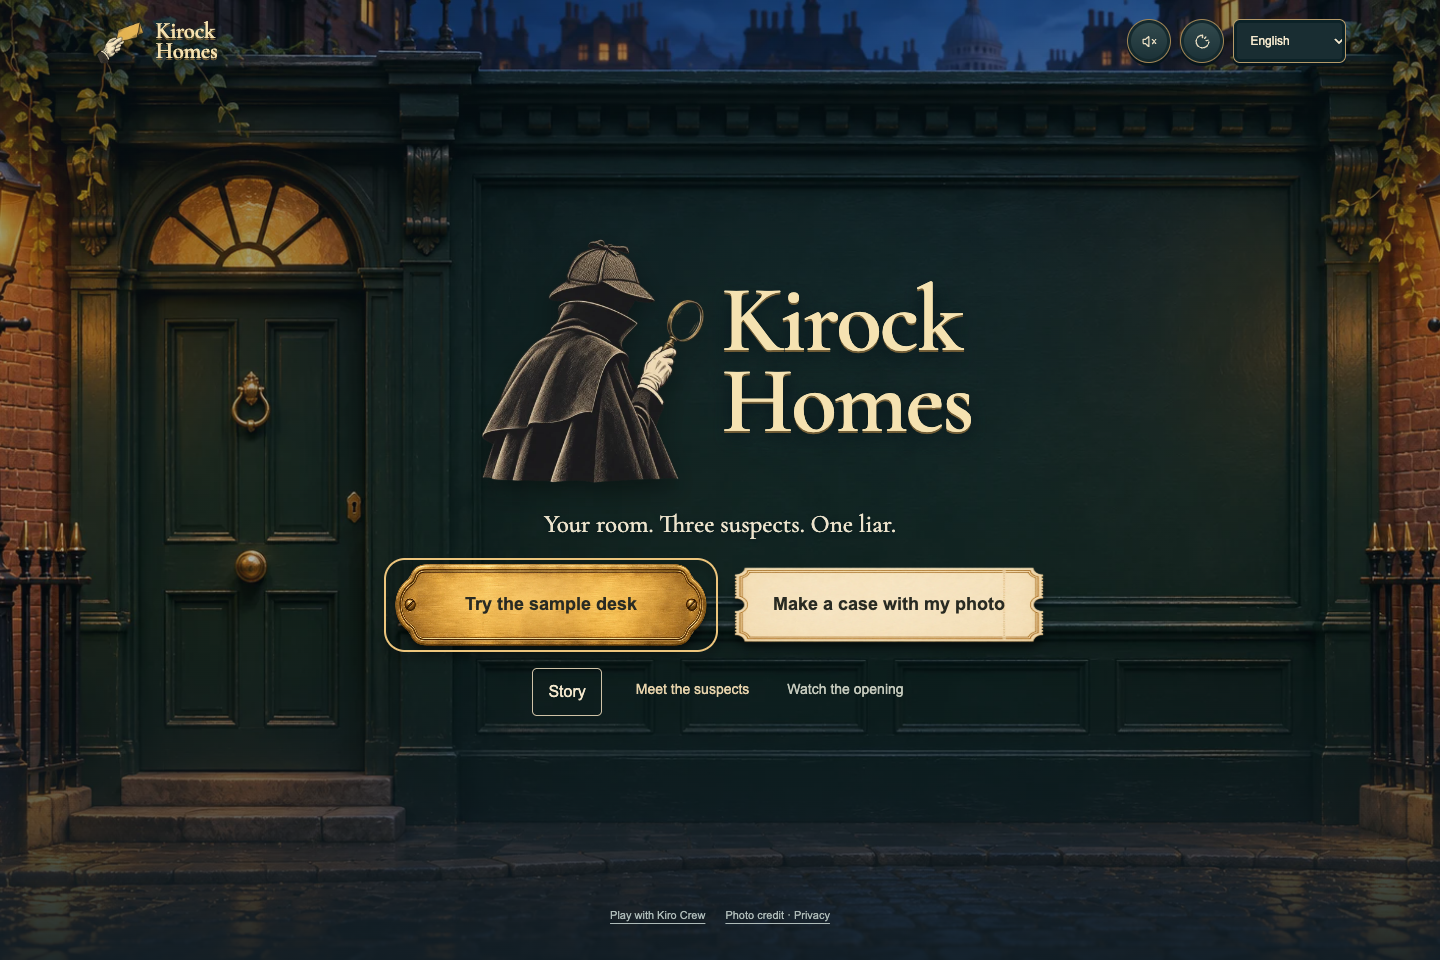 Kirock
Homes
English
Kirock
Homes
Your room. Three suspects. One liar.
Try the sample desk
Make a case with my photo
Story
Meet the suspects
Watch the opening
Play with Kiro Crew
Photo credit · Privacy